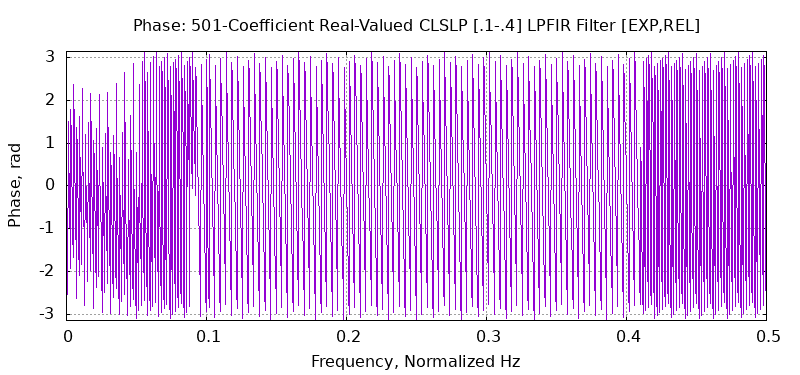 Phase: 501-Coefficient Real-Valued CLSLP [.1-.4] LPFIR Filter [EXP,REL]
3
2
1
0
-1
-2
-3
Phase, rad
0 0.1 0.2 0.3 0.4 0.5
Frequency, Normalized Hz